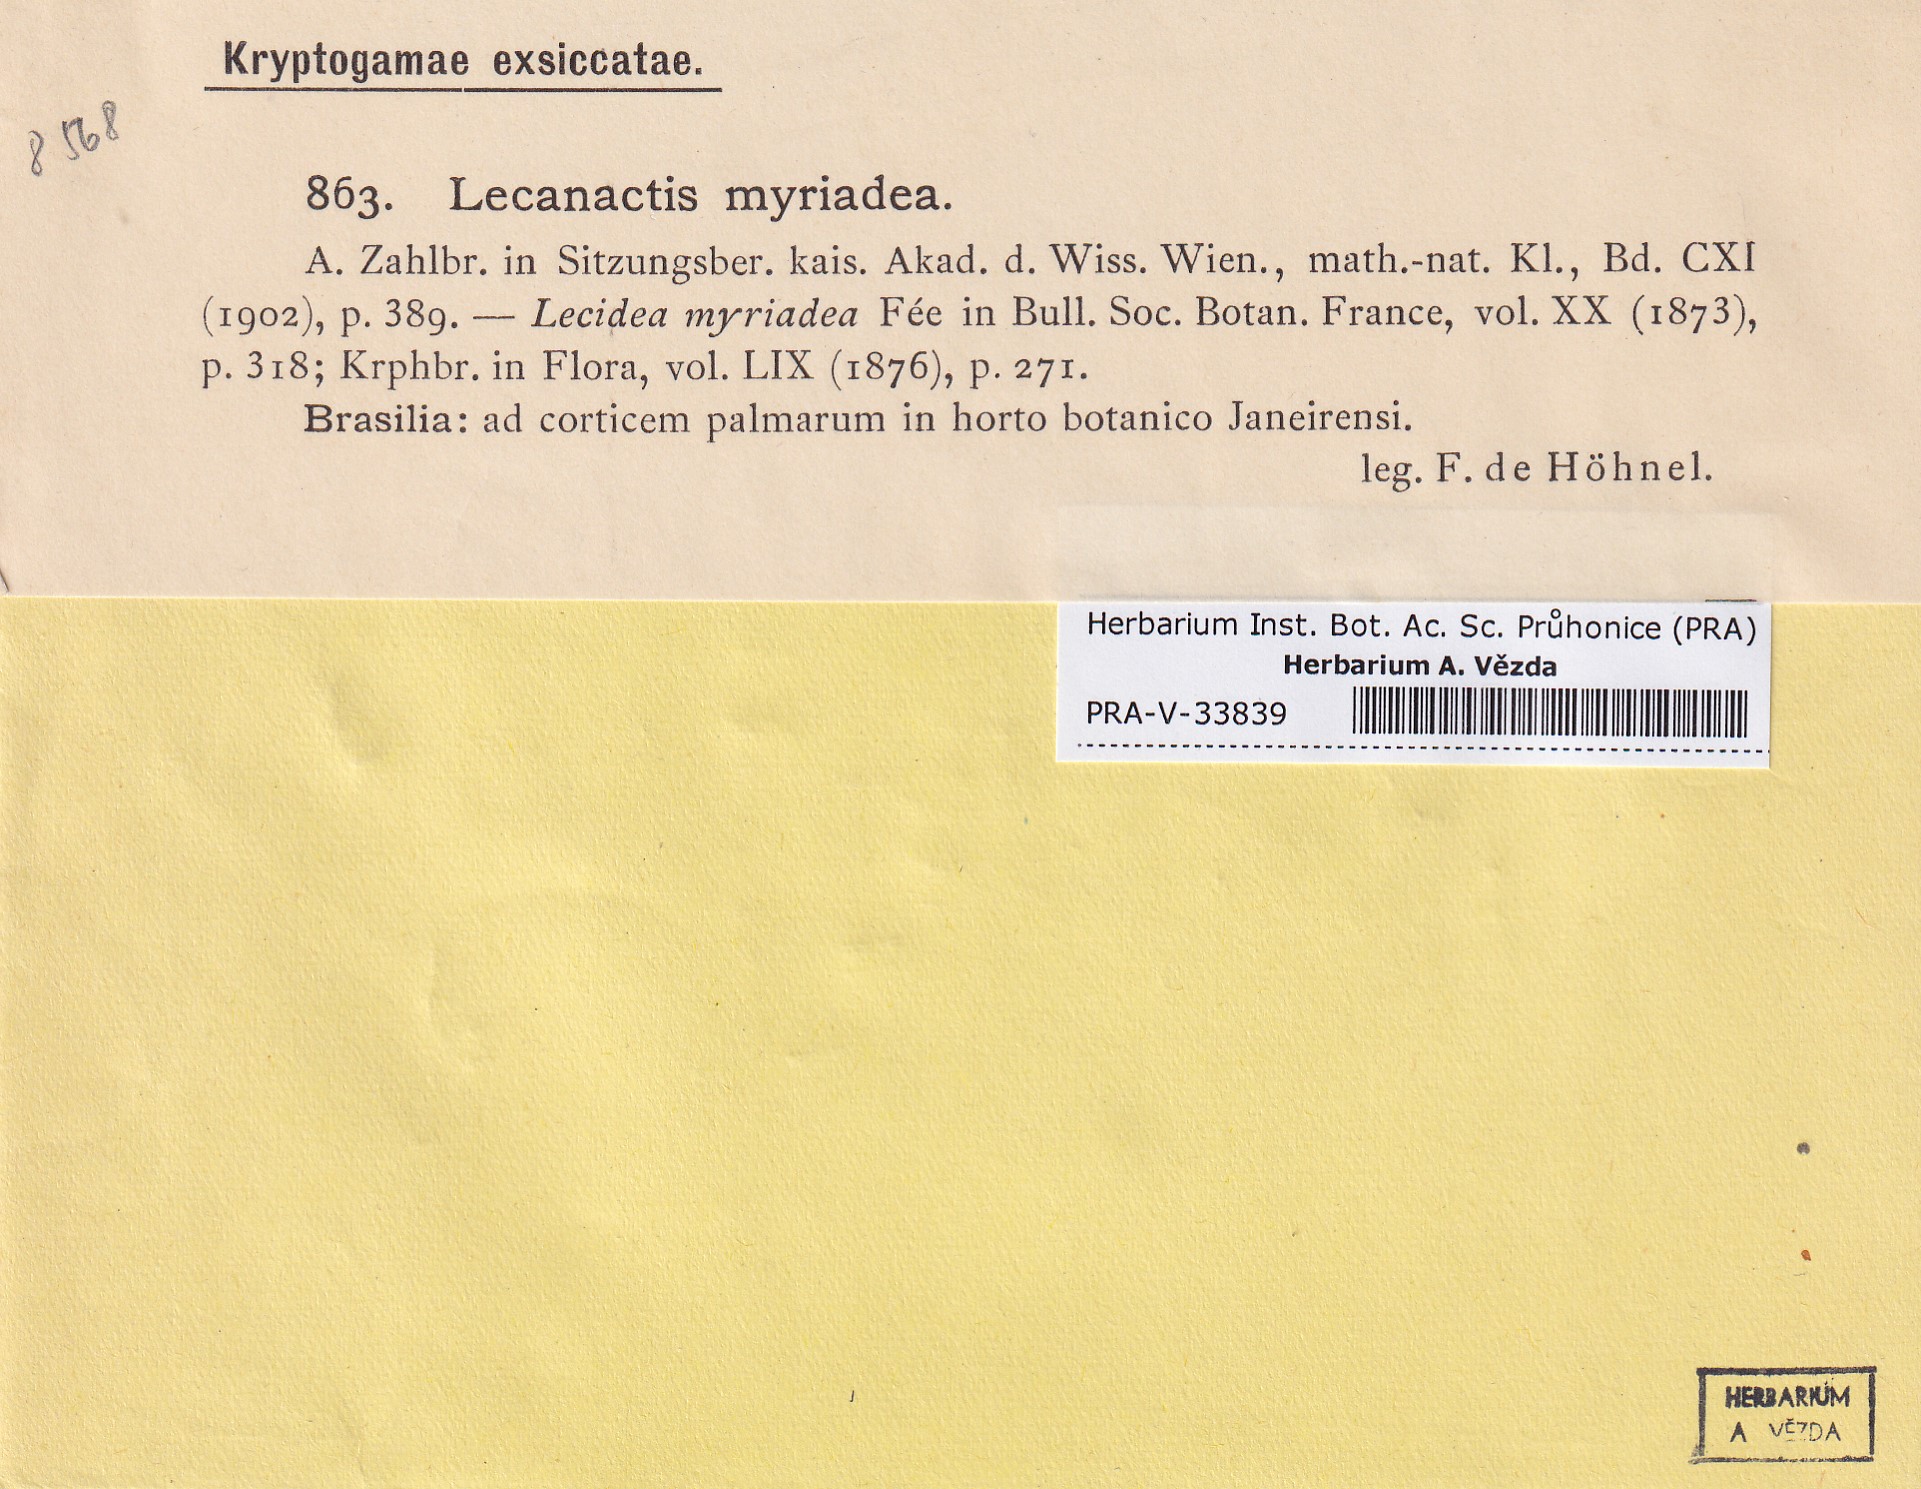 Kryptogamae exsiccatae.
8568
863. Lecanactis myriadea.
A. Zahlbr. in Sitzungsber. kais. Akad. d. Wiss. Wien., math.-nat. Kl., Bd. CXI
(1902), p. 389. — Lecidea myriadea Fée in Bull. Soc. Botan. France, vol. XX (1873),
p. 318; Krphbr. in Flora, vol. LIX (1876), p. 271.
Brasilia: ad corticem palmarum in horto botanico Janeirensi.
leg. F. de Höhnel.
Herbarium Inst. Bot. Ac. Sc. Průhonice (PRA)
Herbarium A. Vězda
PRA-V-33839
HERBARIUM
A VĚZDA